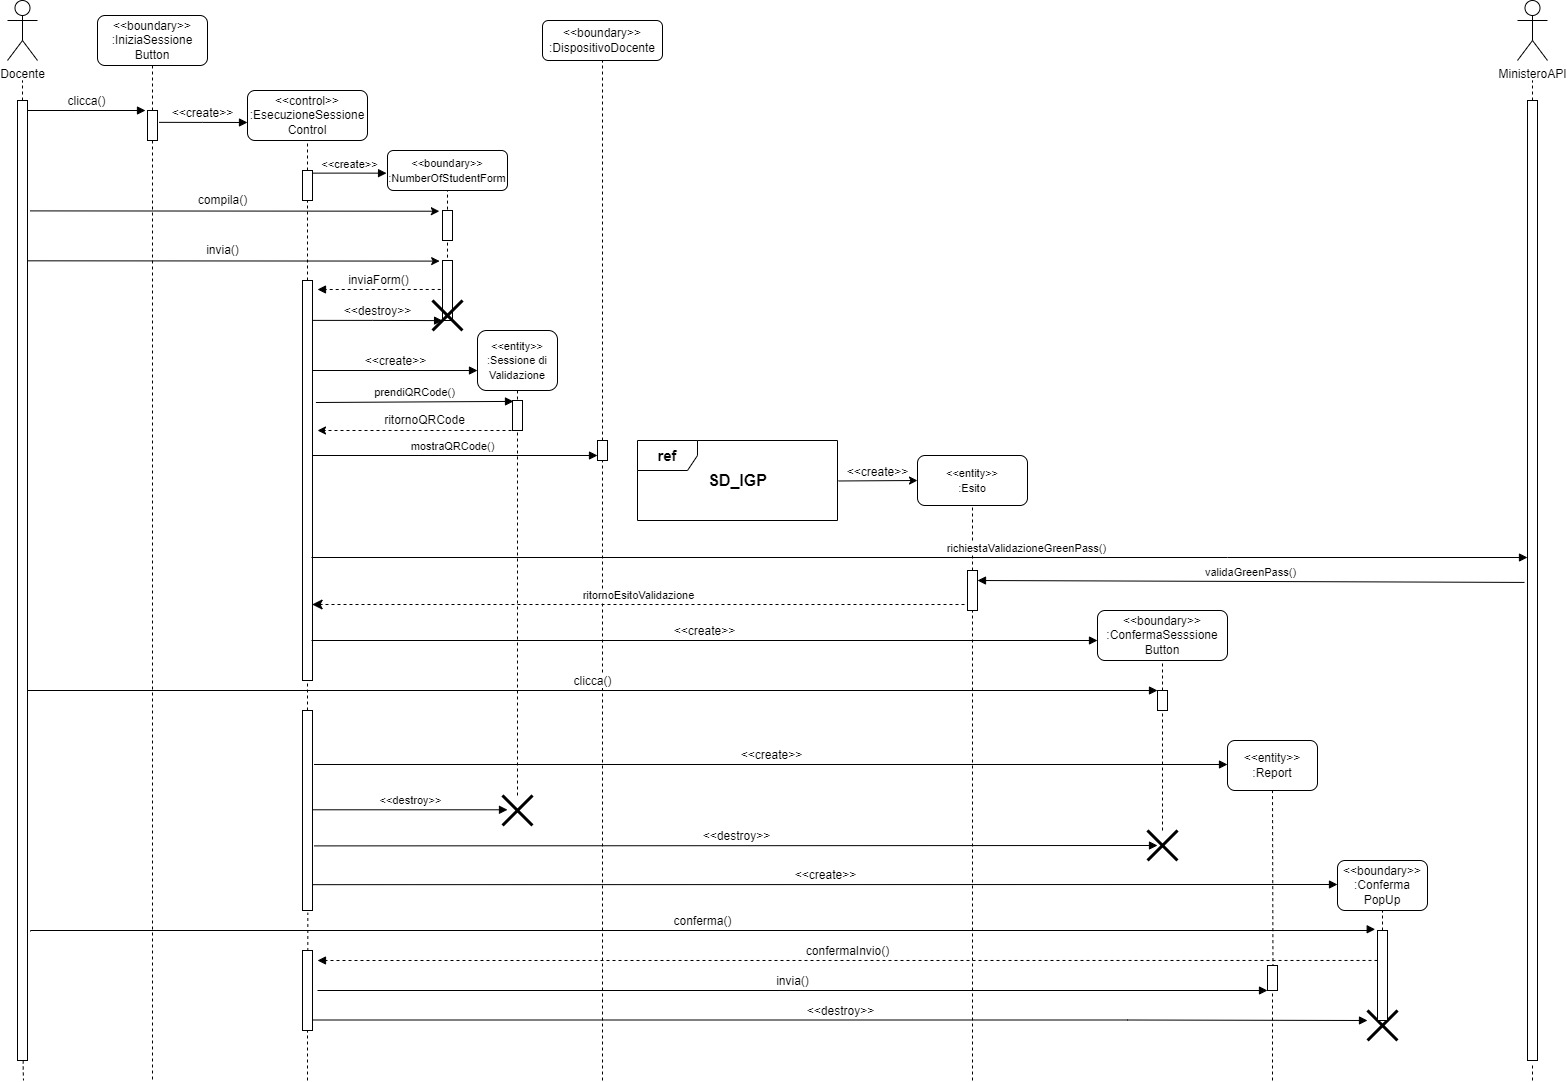 <<boundary>>
:IniziaSessione
Button
<<boundary>>
:DispositivoDocente
Docente
MinisteroAPI
clicca()
<<create>>
<<control>>
:EsecuzioneSessione
Control
<<create>>
<<boundary>>
:NumberOfStudentForm
compila()
invia()
inviaForm()
<<destroy>>
<<create>>
<<entity>>
:Sessione di
Validazione
prendiQRCode()
ritornoQRCode
mostraQRCode()
ref
SD_IGP
<<create>>
<<entity>>
:Esito
richiestaValidazioneGreenPass()
validaGreenPass()
ritornoEsitoValidazione
<<create>>
<<boundary>>
:ConfermaSesssione
Button
clicca()
<<create>>
<<entity>>
:Report
<<destroy>>
<<destroy>>
<<create>>
<<boundary>>
:Conferma
PopUp
conferma()
confermaInvio()
invia()
<<destroy>>